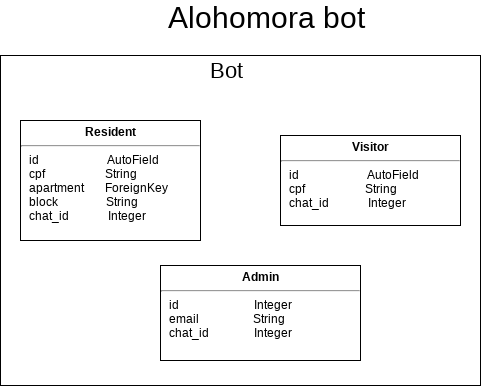 Alohomora bot
Bot
Resident
id AutoField
cpf String
apartment ForeignKey
block String
chat_id Integer
Visitor
id AutoField
cpf String
chat_id Integer
Admin
id Integer
email String
chat_id Integer